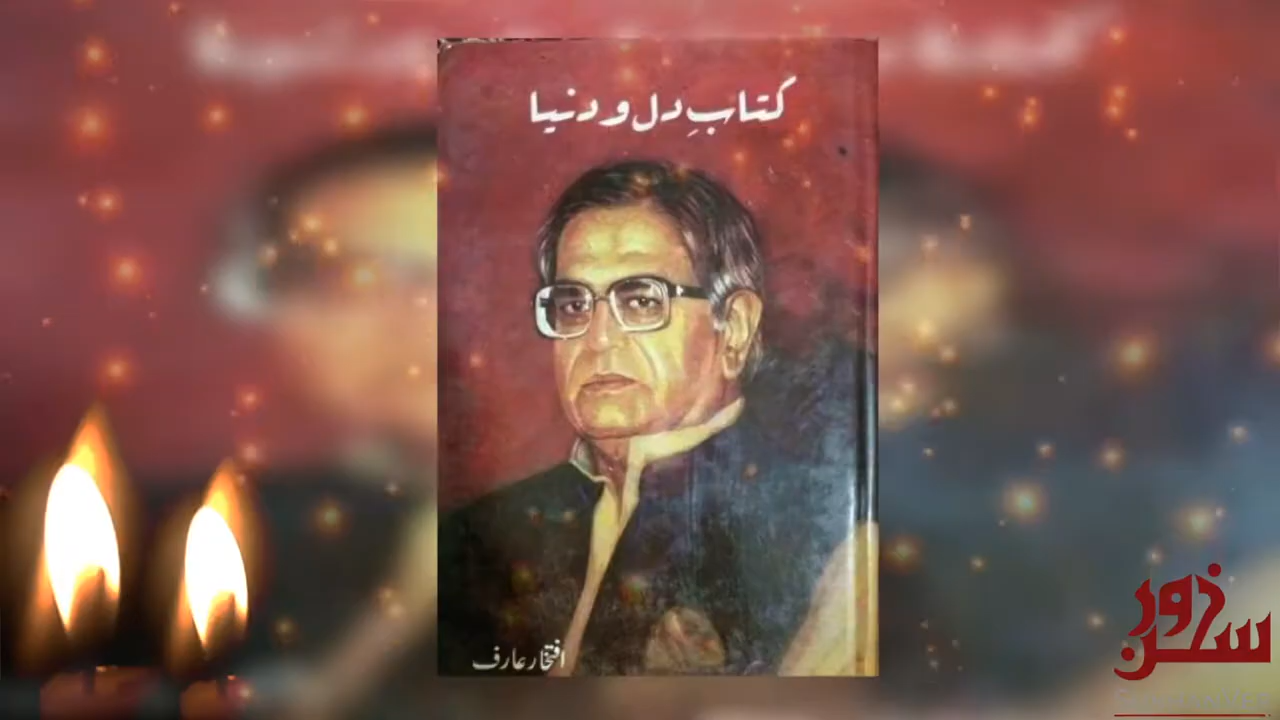 کتابِ دل و دنیا
افتخار عارف
سخن ور